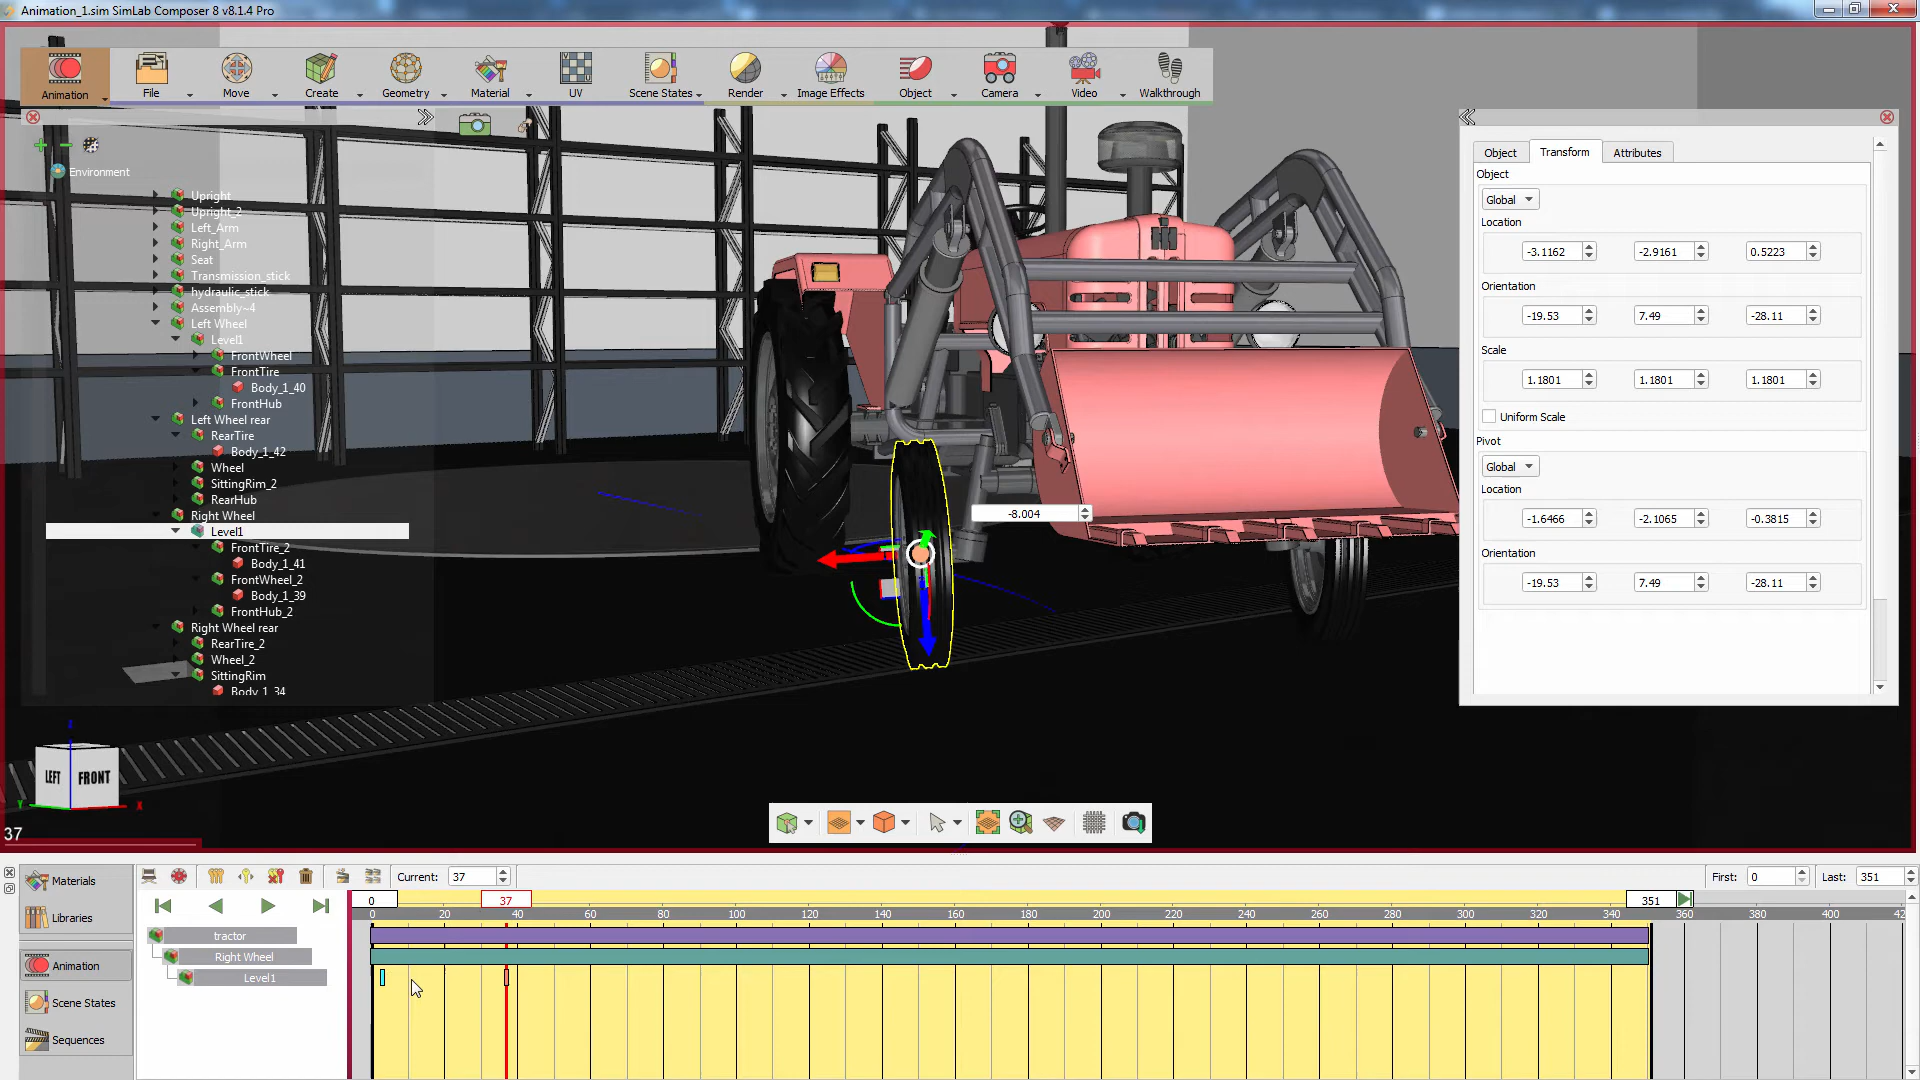 Animation_1.sim SimLab Composer 8 v8.1.4 Pro
Animation
File
Move
Create
Geometry
Material
UV
Scene States
Render
Image Effects
Object
Camera
Video
Walkthrough
Environment
Upright
Upright_2
Left_Arm
Right_Arm
Seat
Transmission_stick
hydraulic_stick
Assembly~4
Left Wheel
Level1
FrontWheel
FrontTire
Body_1_40
FrontHub
Left Wheel rear
RearTire
Body_1_42
Wheel
SittingRim_2
RearHub
Right Wheel
Level1
FrontTire_2
Body_1_41
FrontWheel_2
Body_1_39
FrontHub_2
Right Wheel rear
RearTire_2
Wheel_2
SittingRim
Body_1_34
-8.004
Object Transform Attributes
Object
Global
Location
-3.1162 -2.9161 0.5223
Orientation
-19.53 7.49 -28.11
Scale
1.1801 1.1801 1.1801
Uniform Scale
Pivot
Global
Location
-1.6466 -2.1065 -0.3815
Orientation
-19.53 7.49 -28.11
LEFT FRONT
Y X
37
Materials
Libraries
Animation
Scene States
Sequences
Current: 37
First: 0 Last: 351
0 37 351
0 20 40 60 80 100 120 140 160 180 200 220 240 260 280 300 320 340 360 380 400
tractor
Right Wheel
Level1